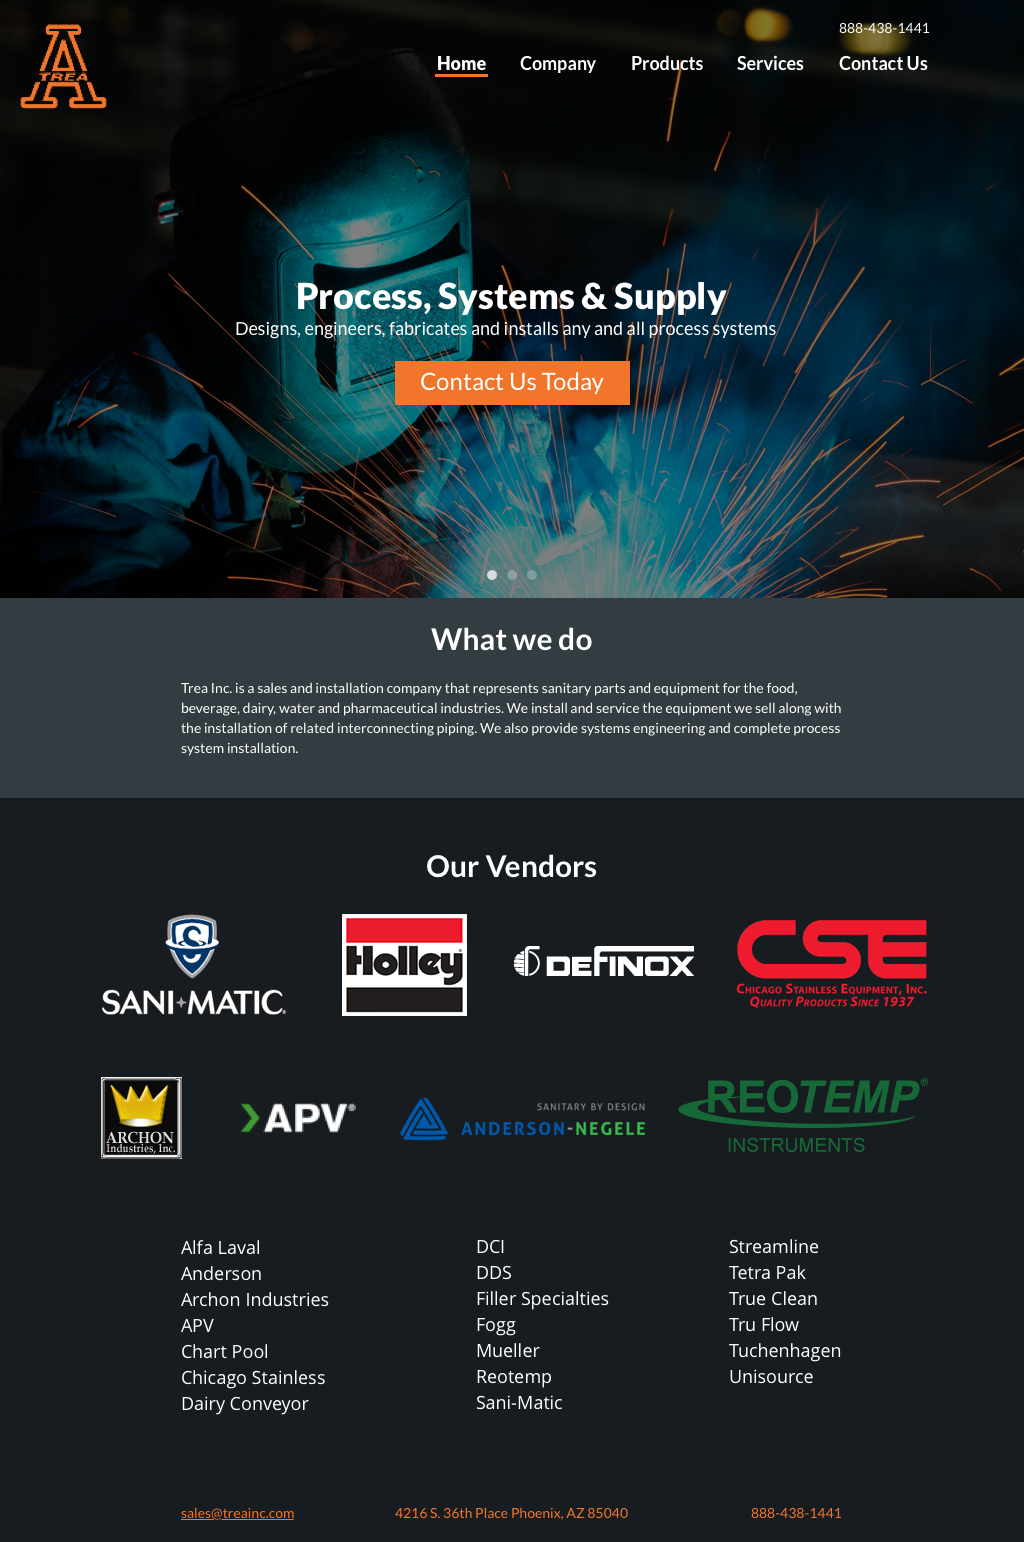 888-438-1441
TREA
Home Company Products Services Contact Us
Process, Systems & Supply
Designs, engineers, fabricates and installs any and all process systems
Contact Us Today
What we do
Trea Inc. is a sales and installation company that represents sanitary parts and equipment for the food,
beverage, dairy, water and pharmaceutical industries. We install and service the equipment we sell along with
the installation of related interconnecting piping. We also provide systems engineering and complete process
system installation.
Our Vendors
SANI-MATIC
Holley
DEFINOX
CSE
CHICAGO STAINLESS EQUIPMENT, INC.
QUALITY PRODUCTS SINCE 1937
ARCHON
Industries, Inc.
APV®
SANITARY BY DESIGN
ANDERSON-NEGELE
REOTEMP®
INSTRUMENTS
Alfa Laval
Anderson
Archon Industries
APV
Chart Pool
Chicago Stainless
Dairy Conveyor
DCI
DDS
Filler Specialties
Fogg
Mueller
Reotemp
Sani-Matic
Streamline
Tetra Pak
True Clean
Tru Flow
Tuchenhagen
Unisource
sales@treainc.com 4216 S. 36th Place Phoenix, AZ 85040 888-438-1441